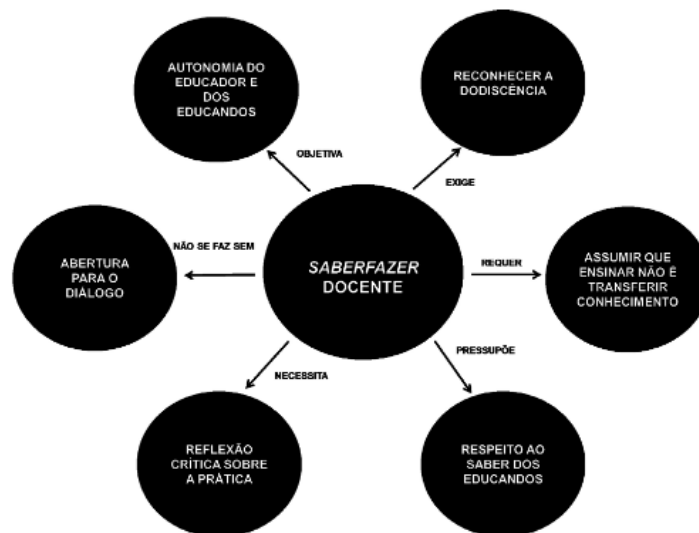 AUTONOMIA DO
EDUCADOR E
DOS
EDUCANDOS
RECONHECER A
DODISCÊNCIA
OBJETIVA
EXIGE
NÃO SE FAZ SEM
ABERTURA
PARA O
DIÁLOGO
SABERFAZER
DOCENTE
REQUER
ASSUMIR QUE
ENSINAR NÃO É
TRANSFERIR
CONHECIMENTO
NECESSITA
PRESSUPÕE
REFLEXÃO
CRÍTICA SOBRE
A PRÁTICA
RESPEITO AO
SABER DOS
EDUCANDOS